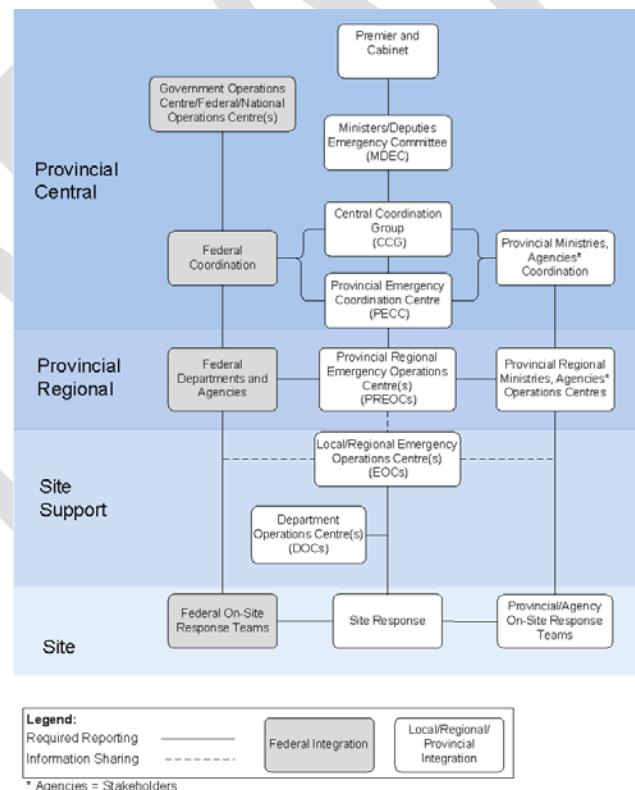 Premier and
Cabinet
Government Operations
Centre/Federal/National
Operations Centre(s)
Ministers/Deputies
Emergency Committee
(MDEC)
Provincial
Central
Central Coordination
Group
(CCG)
Federal
Coordination
Provincial Ministries,
Agencies*
Coordination
Provincial Emergency
Coordination Centre
(PECC)
Provincial
Regional
Federal
Departments and
Agencies
Provincial Regional
Emergency Operations
Centre(s)
(PREOCs)
Provincial Regional
Ministries, Agencies*
Operations Centres
Local/Regional Emergency
Operations Centre(s)
(EOCs)
Site
Support
Department
Operations Centre(s)
(DOCs)
Site
Federal On-Site
Response Teams
Site Response
Provincial/Agency
On-Site Response
Teams
Legend:
Required Reporting
Information Sharing
Federal Integration
Local/Regional/
Provincial
Integration
* Agencies = Stakeholders